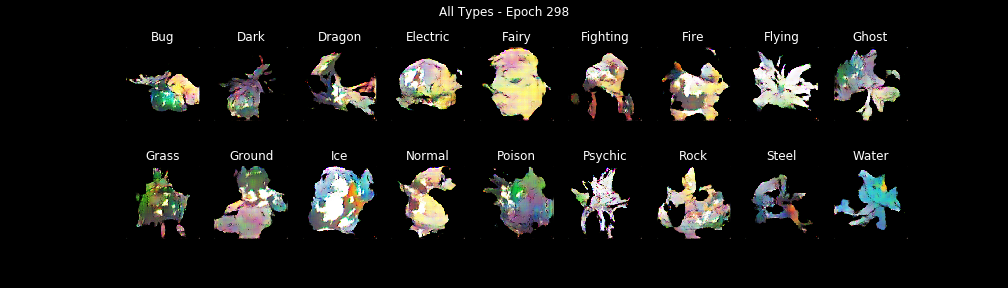 All Types - Epoch 298
Bug Dark Dragon Electric Fairy Fighting Fire Flying Ghost
Grass Ground Ice Normal Poison Psychic Rock Steel Water